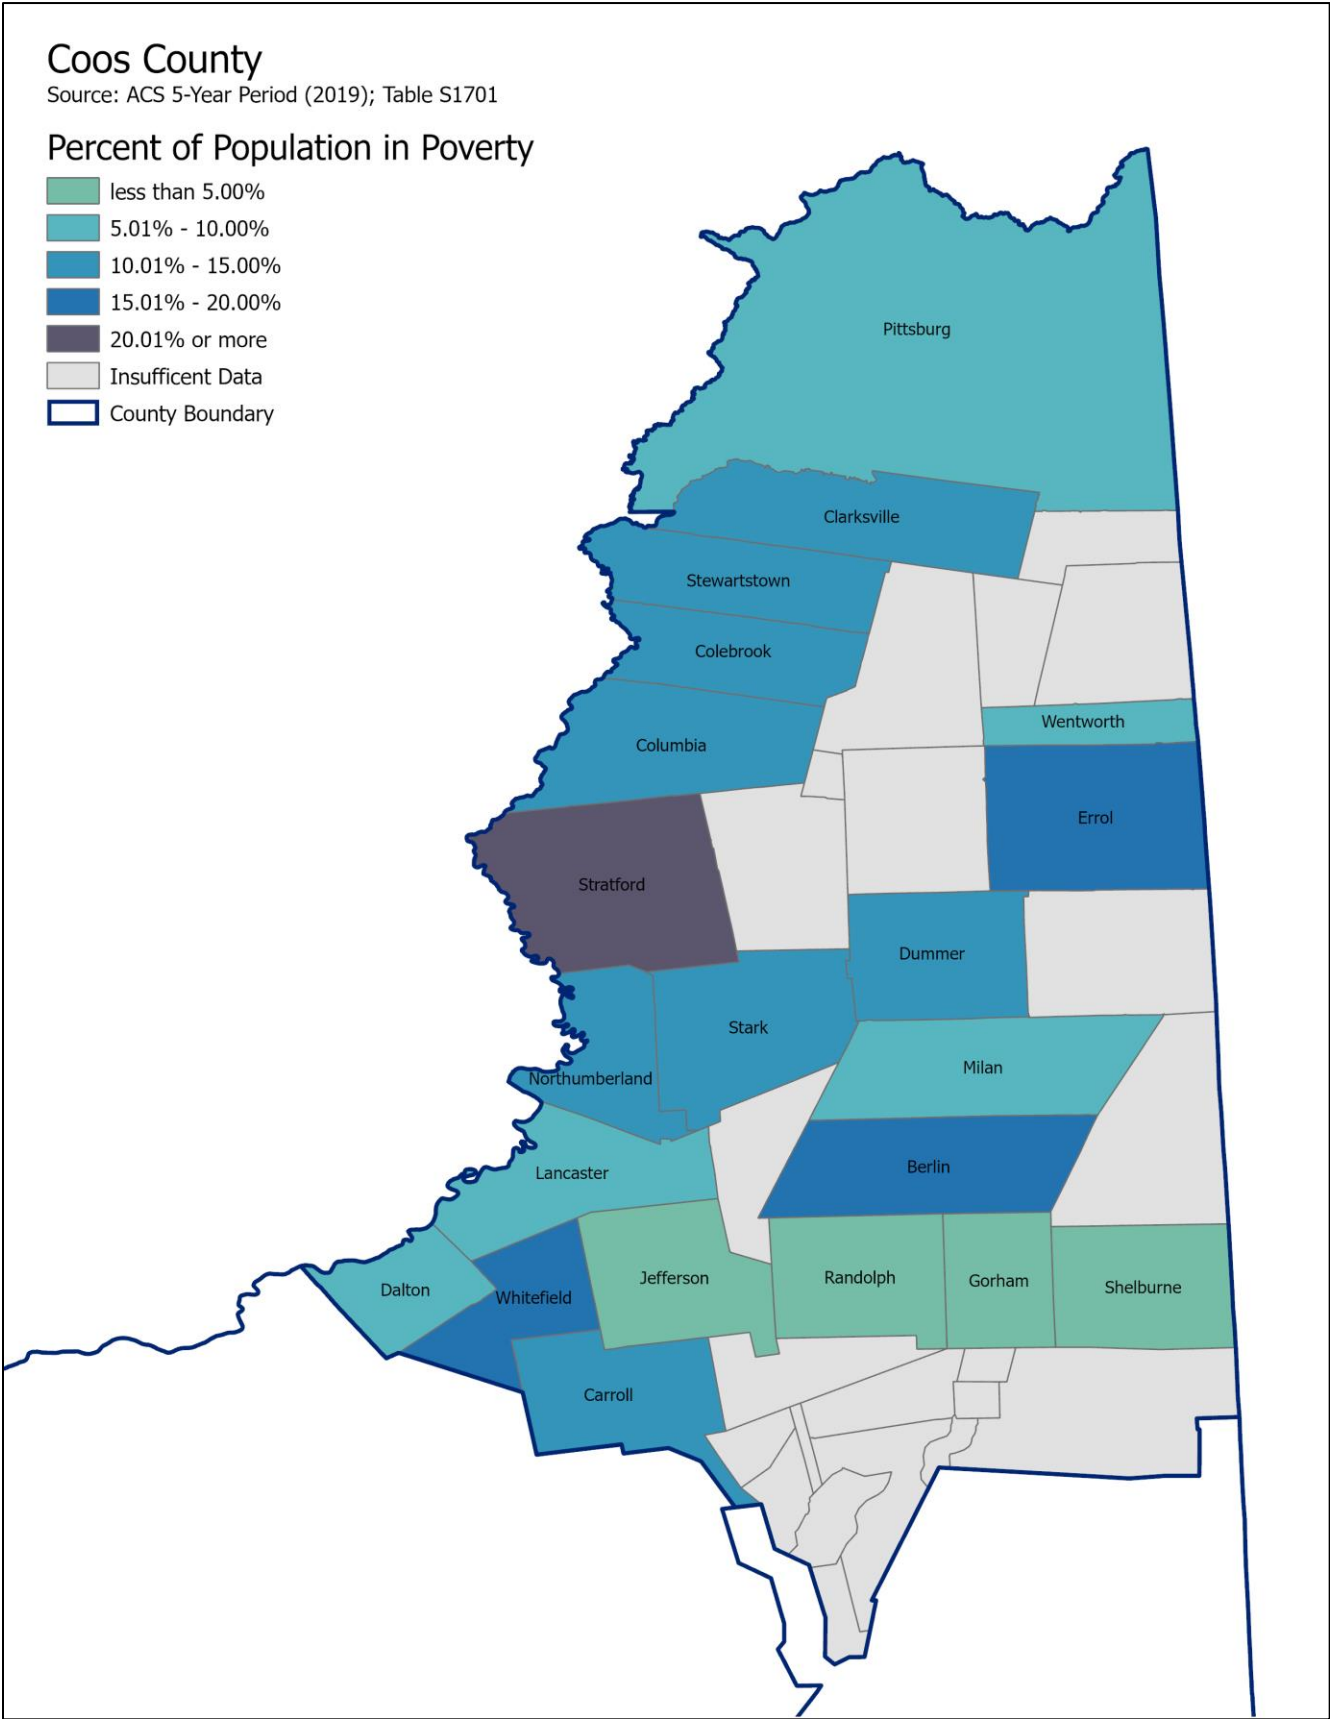 Coos County
Source: ACS 5-Year Period (2019); Table S1701
Percent of Population in Poverty
less than 5.00%
5.01% - 10.00%
10.01% - 15.00%
15.01% - 20.00%
20.01% or more
Insufficent Data
County Boundary
Pittsburg
Clarksville
Stewartstown
Colebrook
Wentworth
Columbia
Errol
Stratford
Dummer
Stark
Milan
Northumberland
Berlin
Lancaster
Jefferson
Randolph
Gorham
Shelburne
Dalton
Whitefield
Carroll